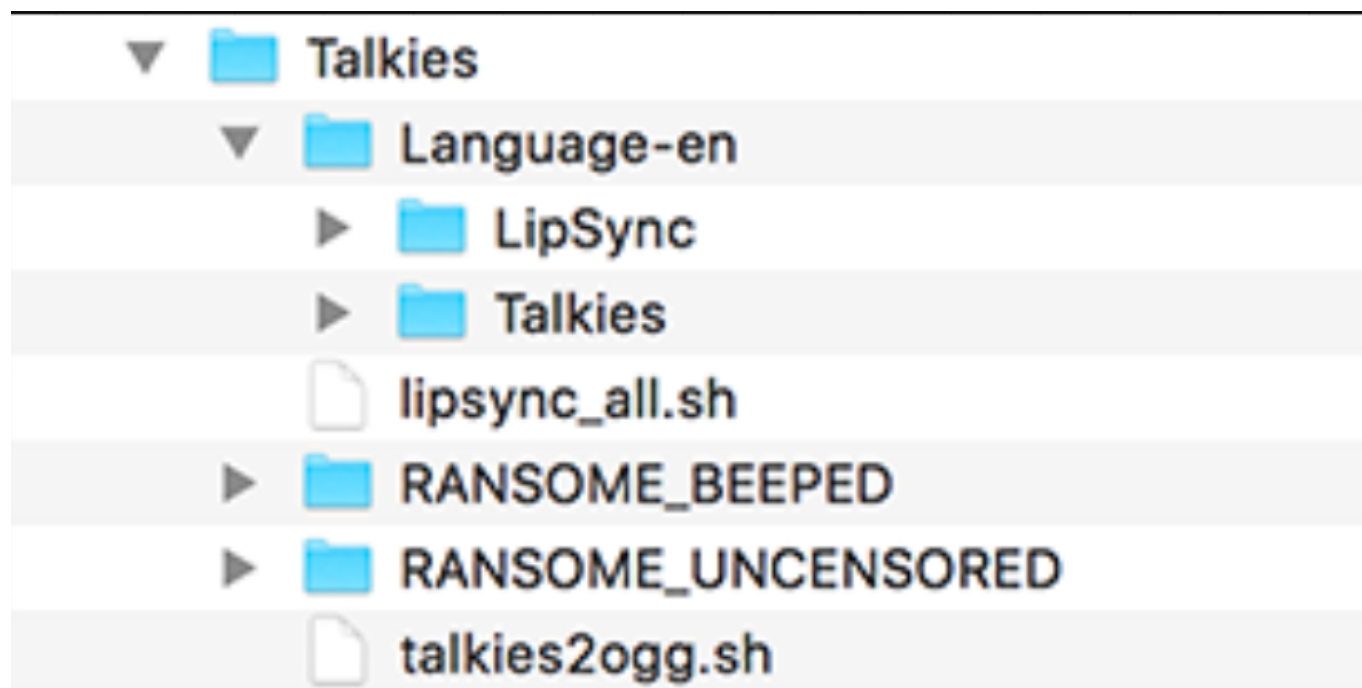 Talkies
Language-en
LipSync
Talkies
lipsync_all.sh
RANSOME_BEEPED
RANSOME_UNCENSORED
talkies2ogg.sh